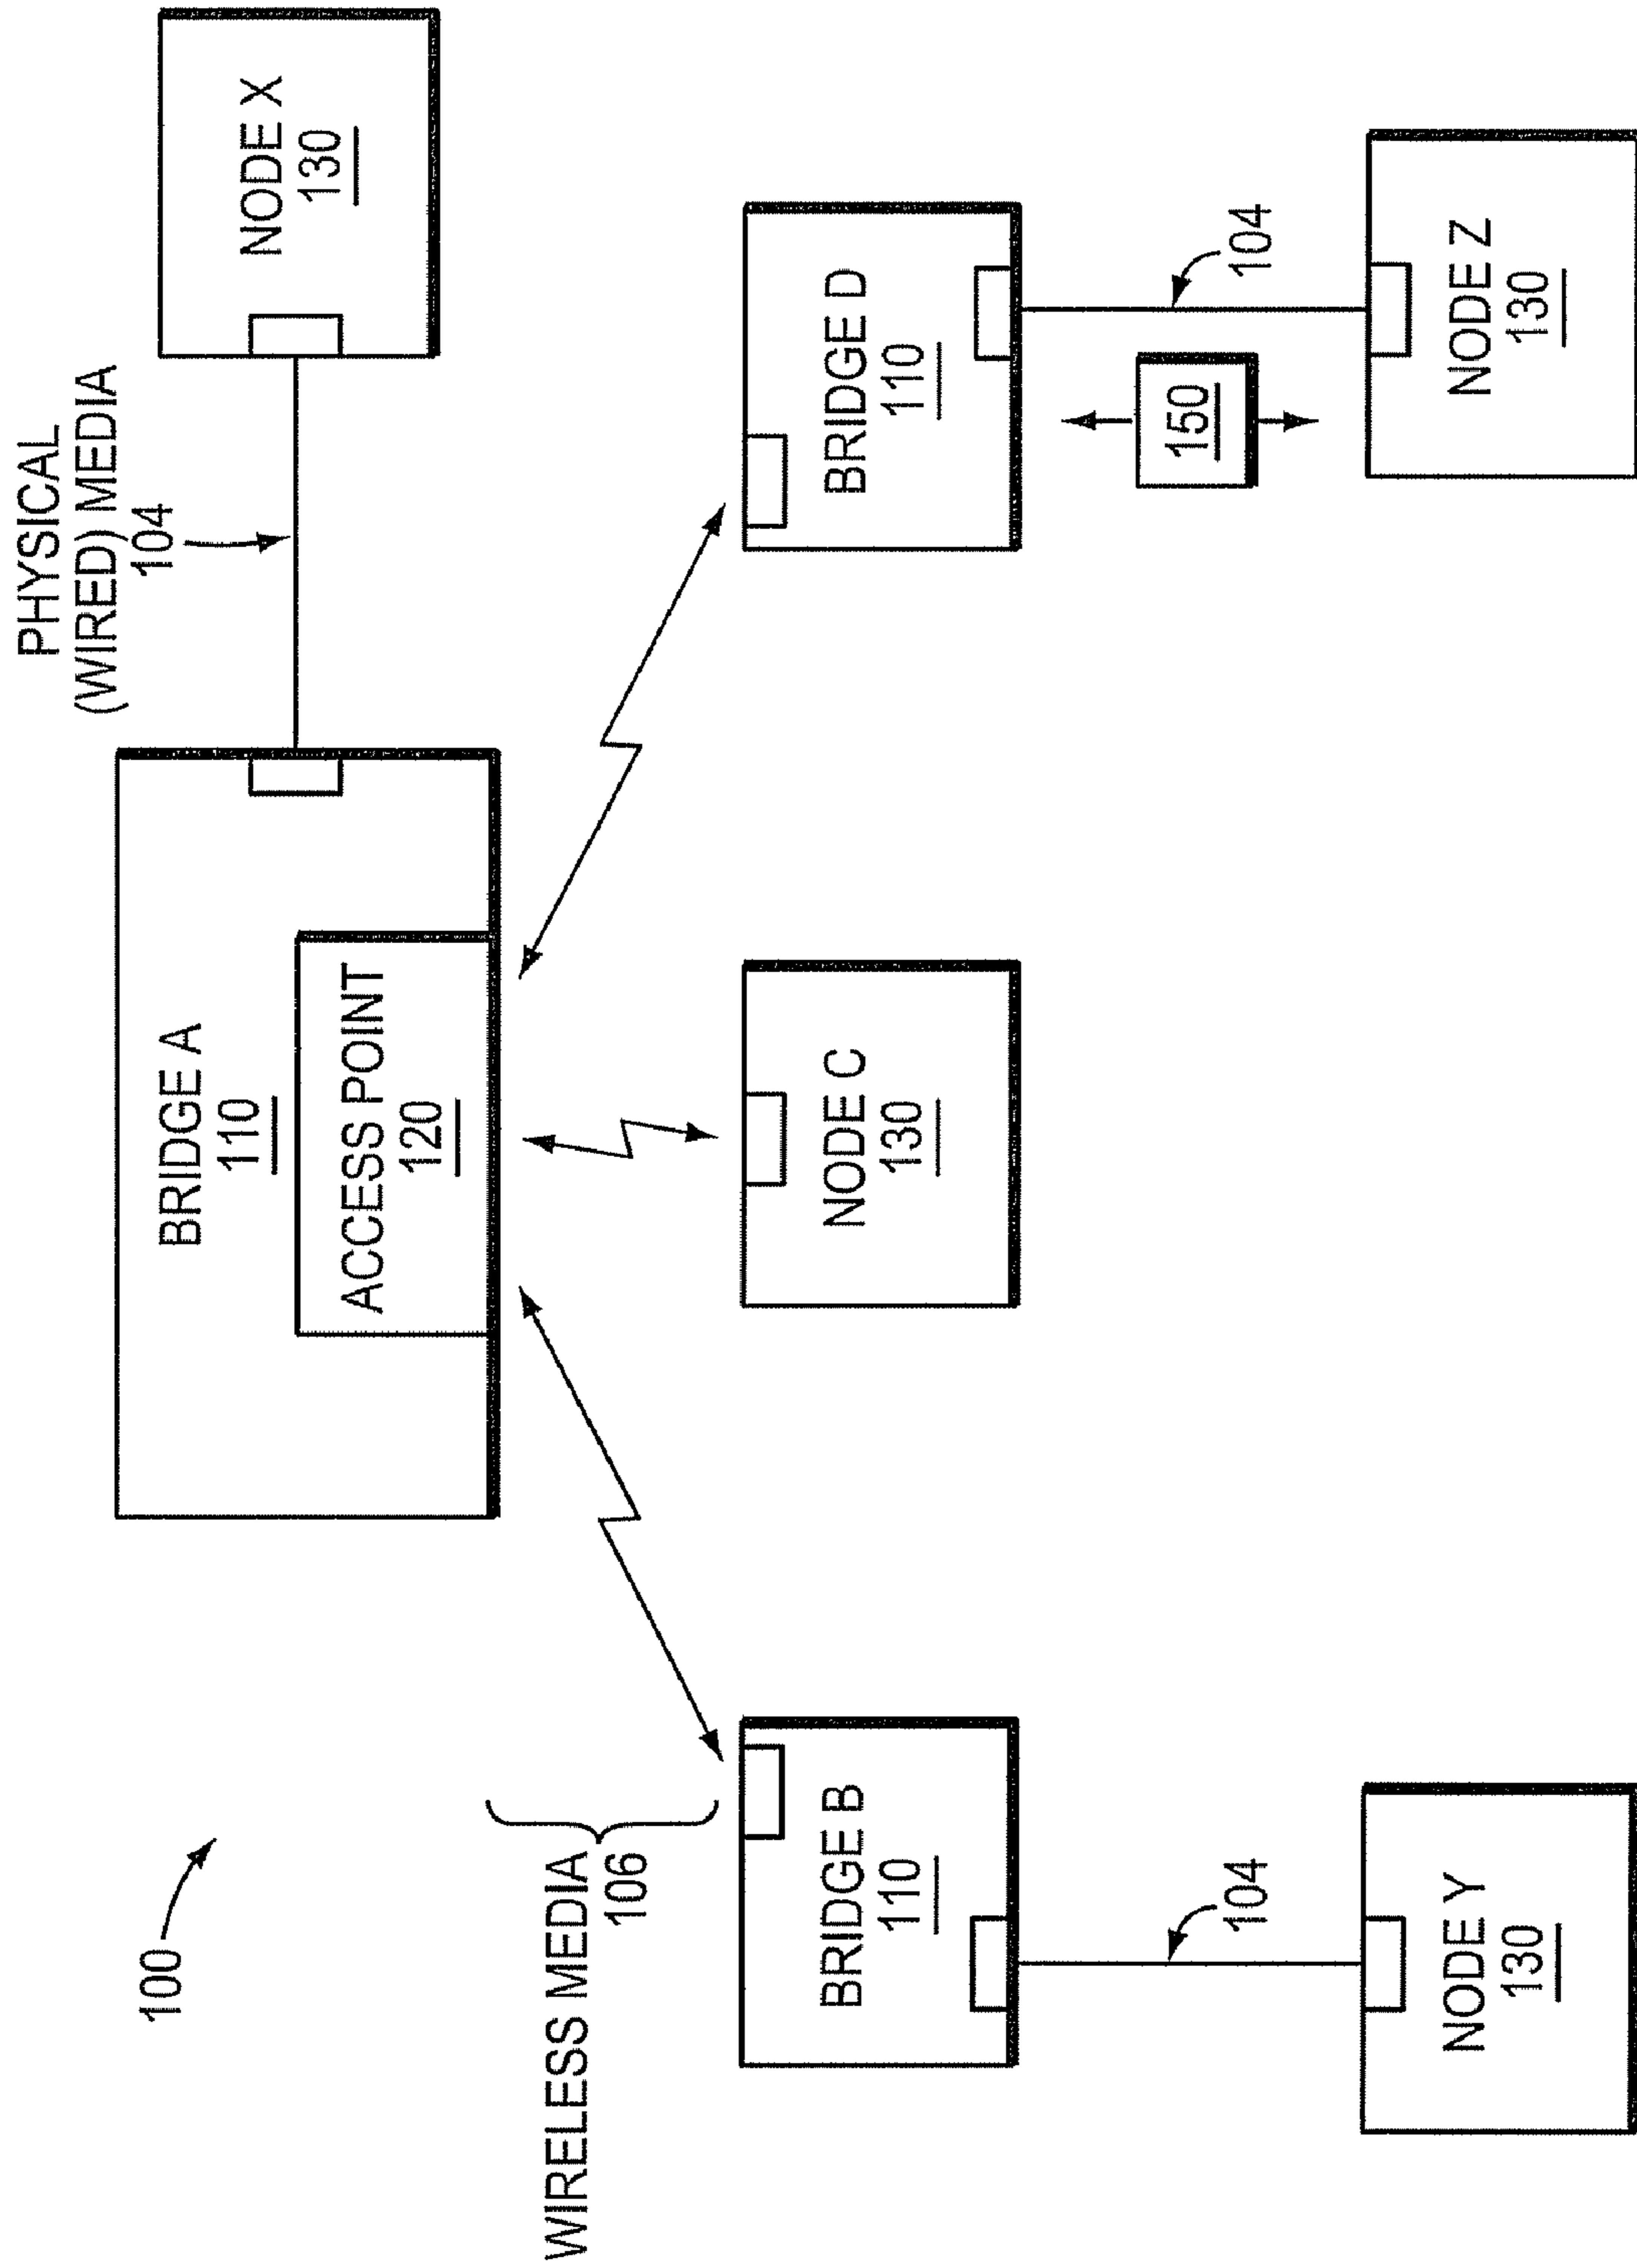 100
PHYSICAL
(WIRED) MEDIA
104
BRIDGE A
110
ACCESS POINT
120
NODE X
130
WIRELESS MEDIA
106
BRIDGE B
110
NODE C
130
BRIDGE D
110
104
150
104
NODE Y
130
NODE Z
130